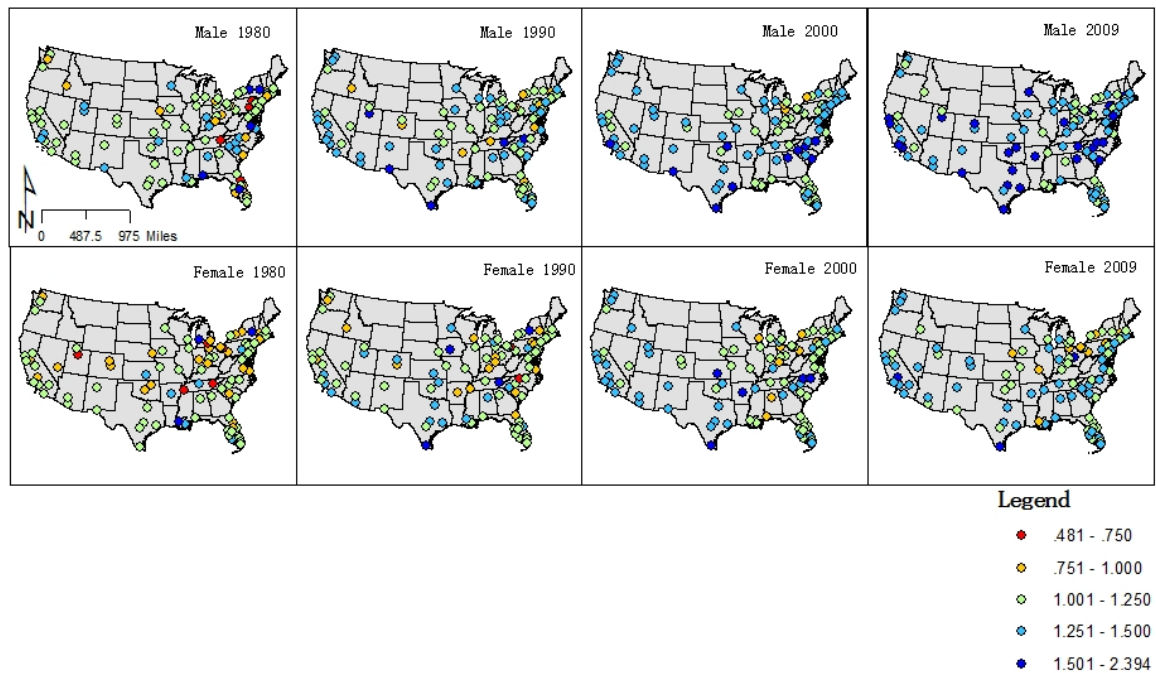 Male 1980
Male 1990
Male 2000
Male 2009
N
0 487.5 975 Miles
Female 1980
Female 1990
Female 2000
Female 2009
Legend
.481 - .750
.751 - 1.000
1.001 - 1.250
1.251 - 1.500
1.501 - 2.394